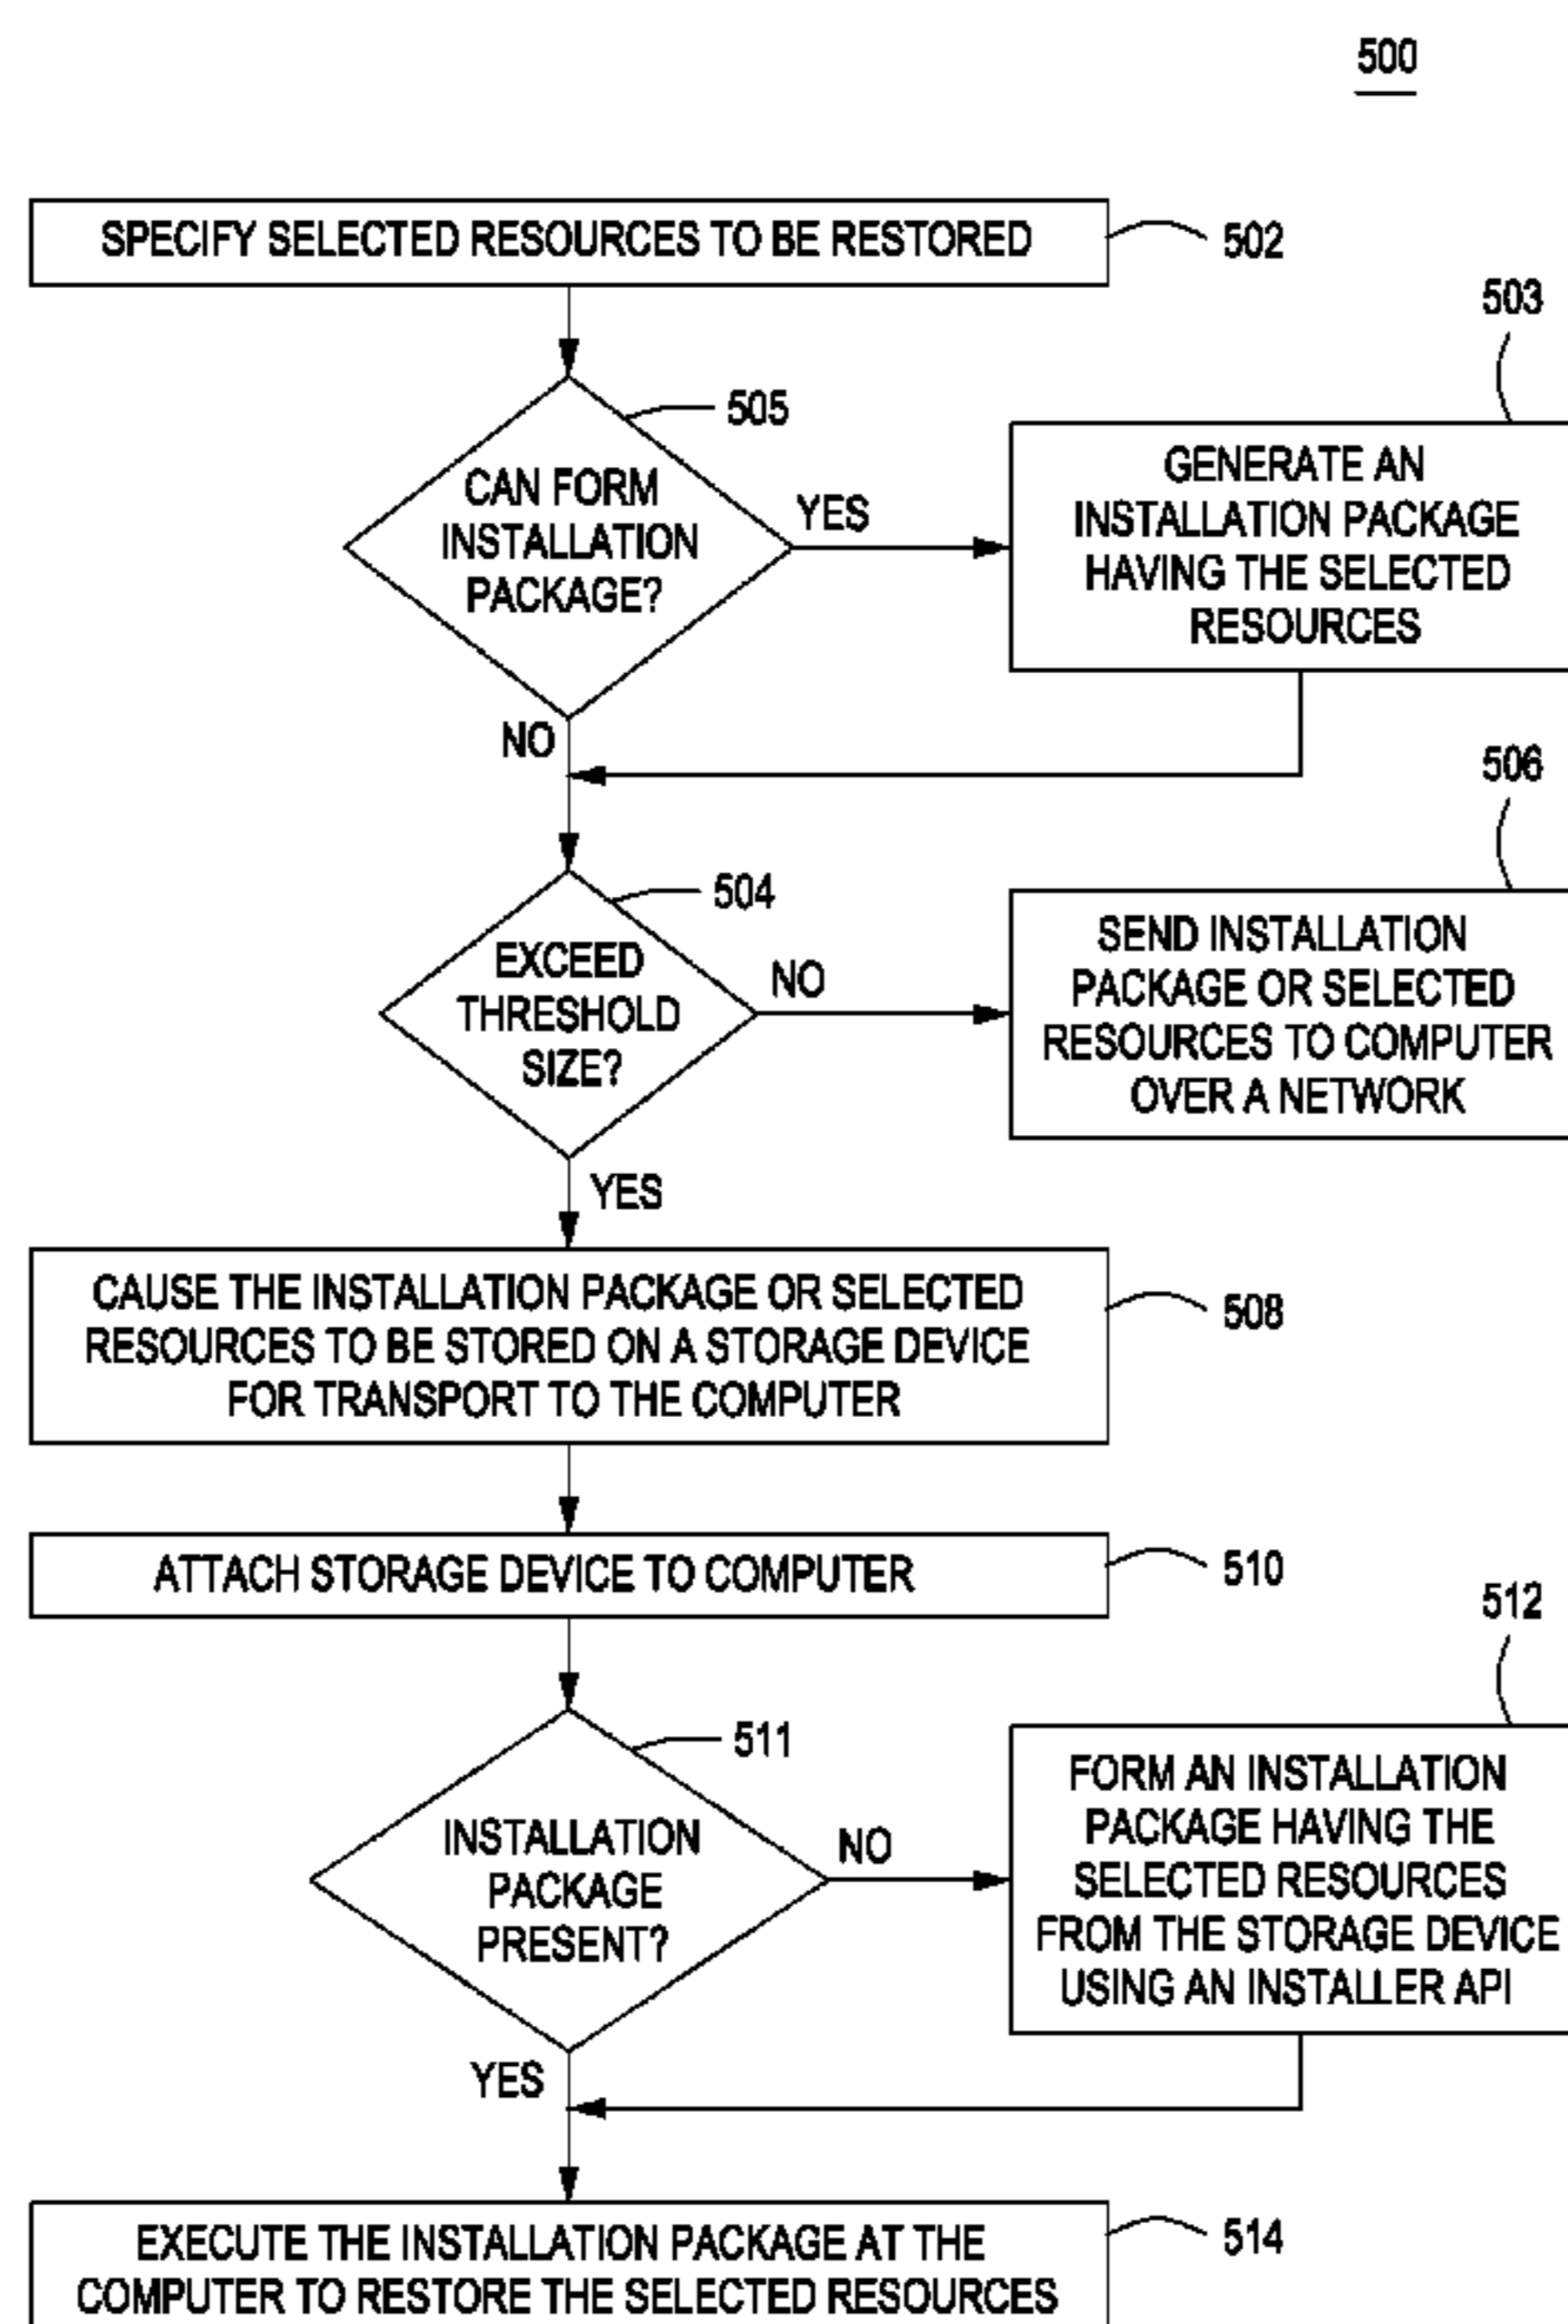 500
SPECIFY SELECTED RESOURCES TO BE RESTORED
502
503
505
CAN FORM
INSTALLATION
PACKAGE?
YES
GENERATE AN
INSTALLATION PACKAGE
HAVING THE SELECTED
RESOURCES
NO
506
504
EXCEED
THRESHOLD
SIZE?
NO
SEND INSTALLATION
PACKAGE OR SELECTED
RESOURCES TO COMPUTER
OVER A NETWORK
YES
CAUSE THE INSTALLATION PACKAGE OR SELECTED
RESOURCES TO BE STORED ON A STORAGE DEVICE
FOR TRANSPORT TO THE COMPUTER
508
ATTACH STORAGE DEVICE TO COMPUTER
510
512
511
INSTALLATION
PACKAGE
PRESENT?
NO
FORM AN INSTALLATION
PACKAGE HAVING THE
SELECTED RESOURCES
FROM THE STORAGE DEVICE
USING AN INSTALLER API
YES
EXECUTE THE INSTALLATION PACKAGE AT THE
COMPUTER TO RESTORE THE SELECTED RESOURCES
514